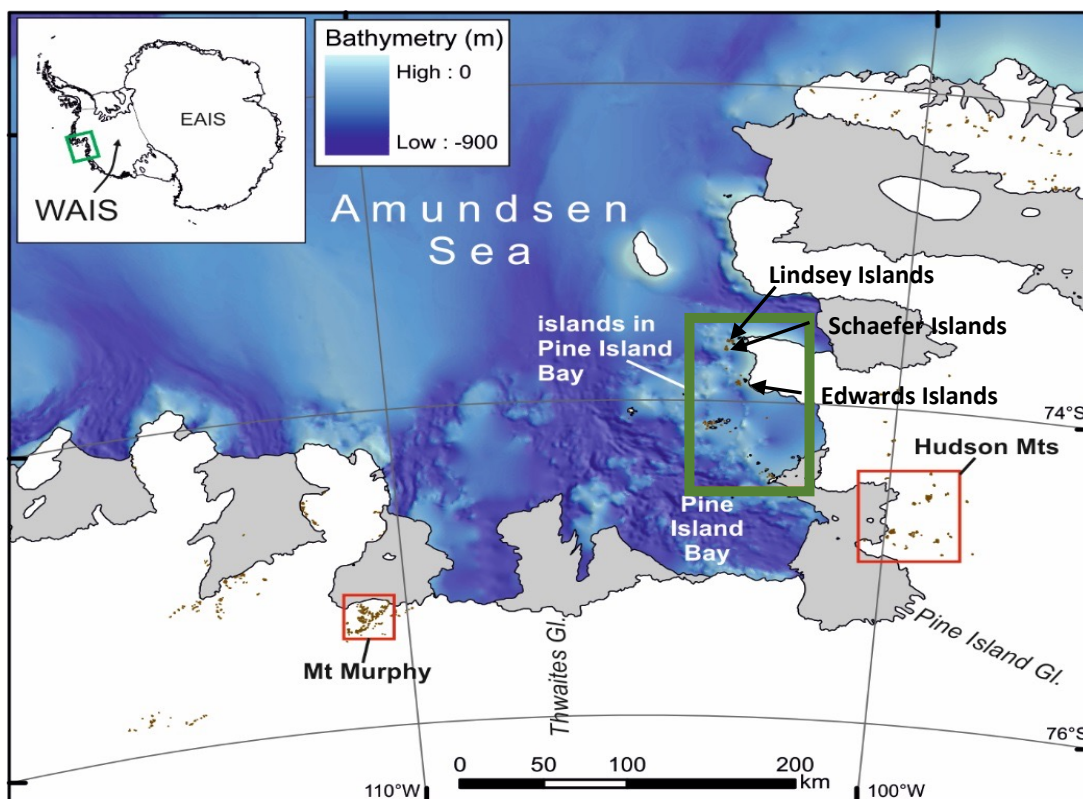 EAIS
WAIS
Bathymetry (m)
High : 0
Low : -900
Amundsen
Sea
Lindsey Islands
Schaefer Islands
islands in
Pine Island
Bay
Edwards Islands
74°S
Hudson Mts
Pine
Island
Bay
Mt Murphy
Thwaites Gl.
Pine Island Gl.
76°S
0 50 100 200
km
110°W
100°W